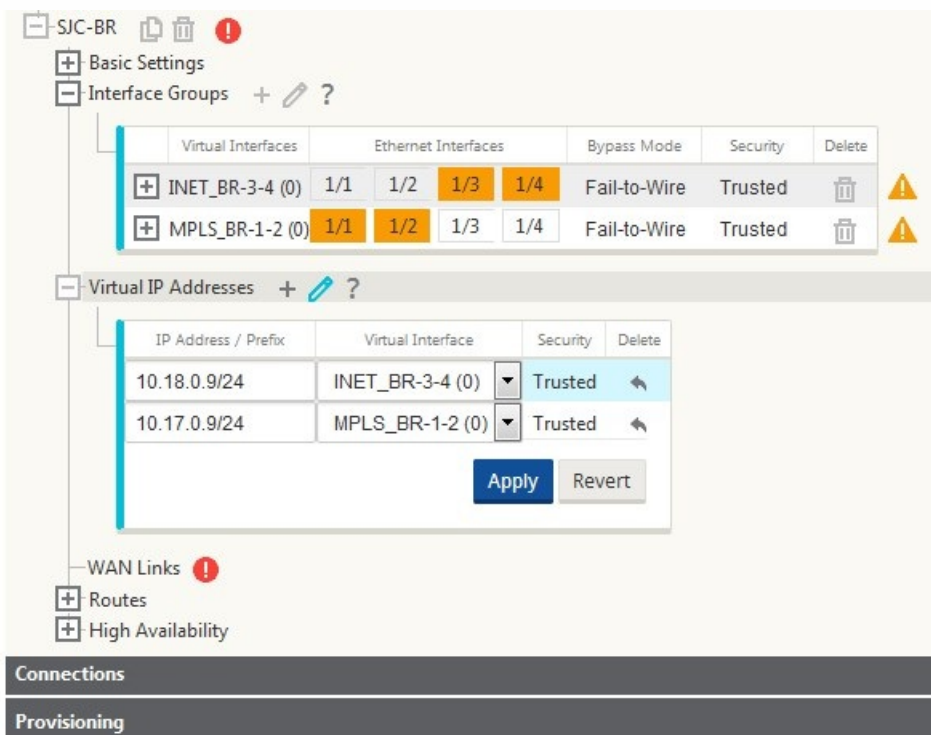 SJC-BR
Basic Settings
Interface Groups + ?
Virtual Interfaces Ethernet Interfaces Bypass Mode Security Delete
INET_BR-3-4 (0) 1/1 1/2 1/3 1/4 Fail-to-Wire Trusted
MPLS_BR-1-2 (0) 1/1 1/2 1/3 1/4 Fail-to-Wire Trusted
Virtual IP Addresses + ?
IP Address / Prefix Virtual Interface Security Delete
10.18.0.9/24 INET_BR-3-4 (0) Trusted
10.17.0.9/24 MPLS_BR-1-2 (0) Trusted
Apply Revert
WAN Links
Routes
High Availability
Connections
Provisioning